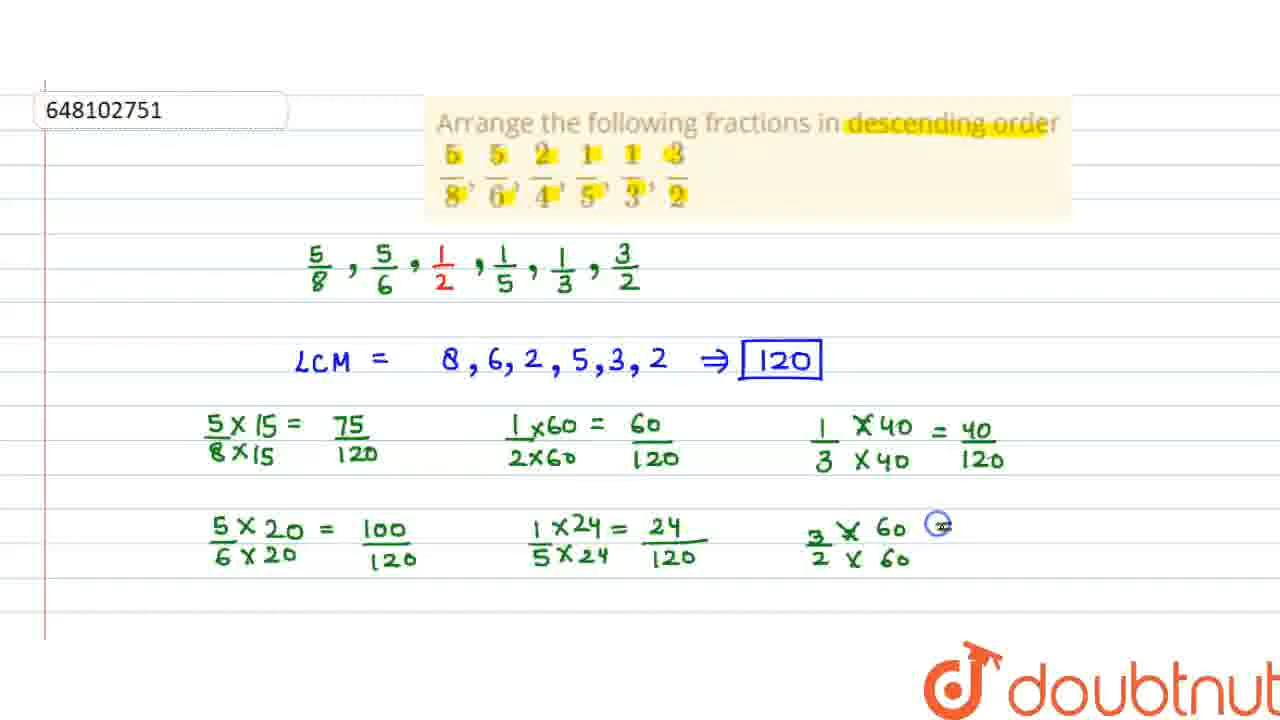 648102751
Arrange the following fractions in descending order
5/8, 5/6, 2/4, 1/5, 1/3, 3/2
5/8, 5/6, 1/2, 1/5, 1/3, 3/2
LCM = 8, 6, 2, 5, 3, 2 ⇒ 120
5 × 15 / 8 × 15 = 75/120
1 × 60 / 2 × 60 = 60/120
1 × 40 / 3 × 40 = 40/120
5 × 20 / 6 × 20 = 100/120
1 × 24 / 5 × 24 = 24/120
3 × 60 / 2 × 60 =
doubtnut